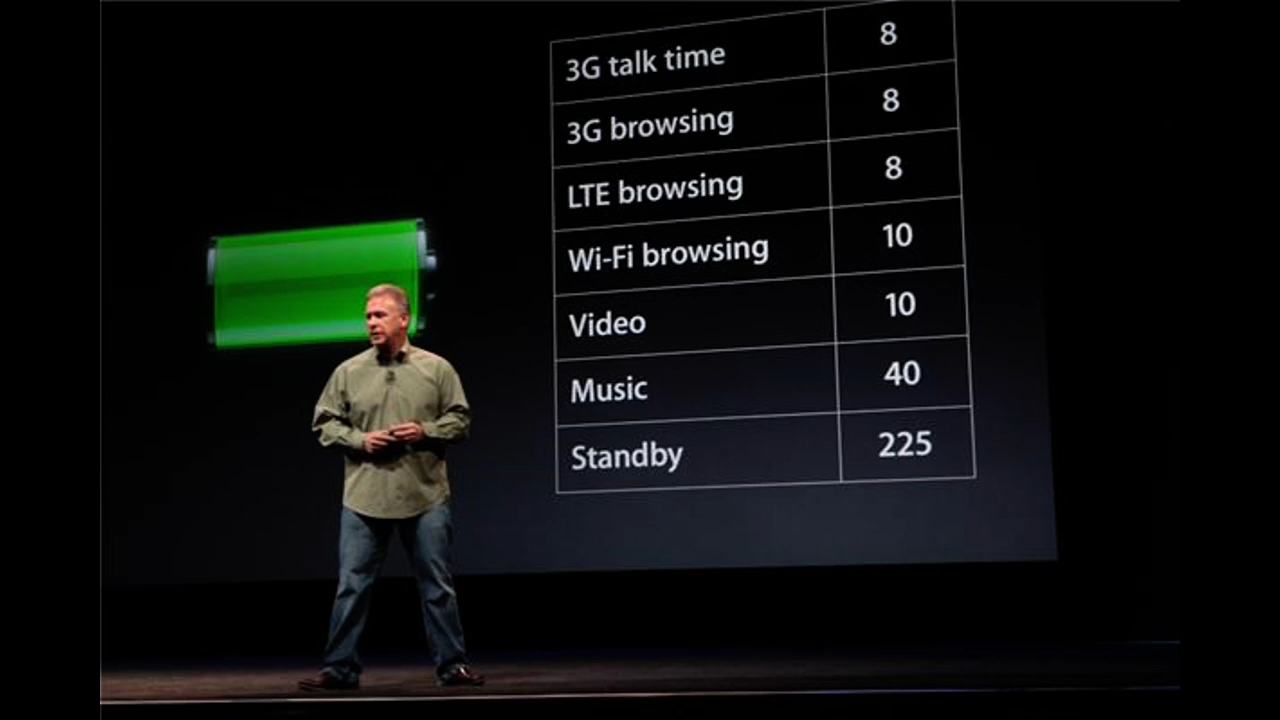 3G talk time 8
3G browsing 8
LTE browsing 8
Wi-Fi browsing 10
Video 10
Music 40
Standby 225